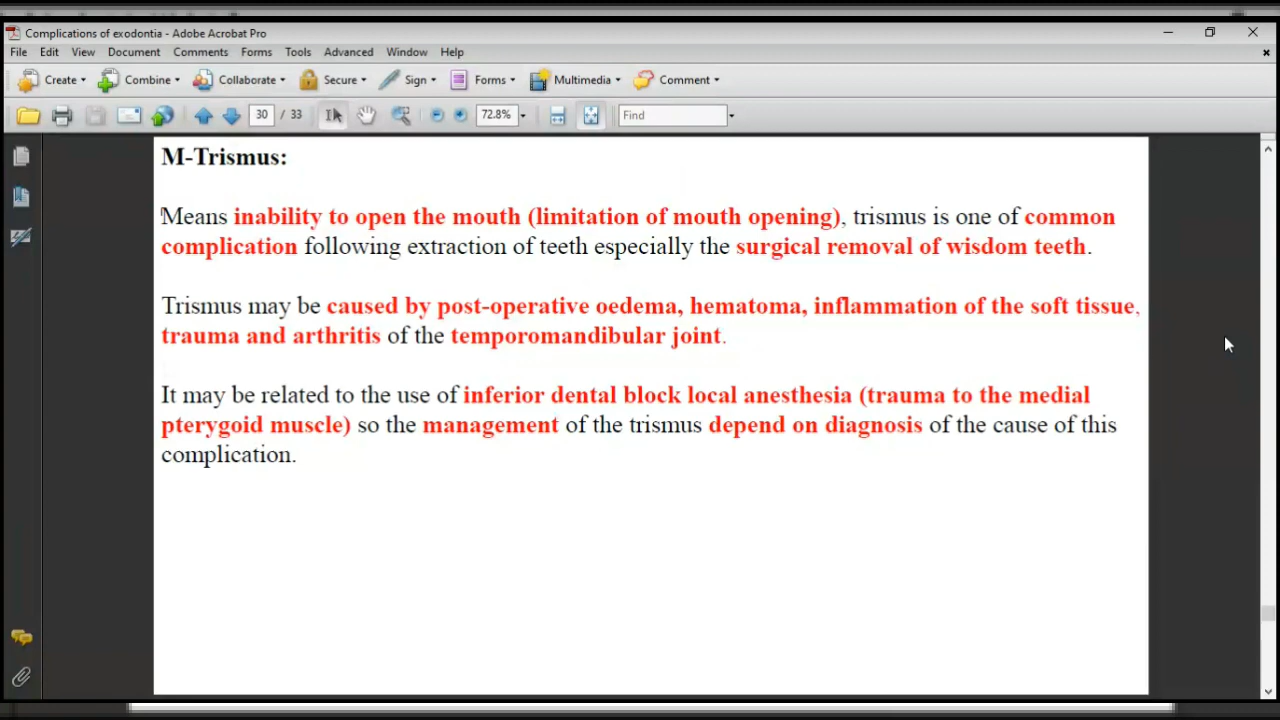 Complications of exodontia - Adobe Acrobat Pro
File Edit View Document Comments Forms Tools Advanced Window Help
Create Combine Collaborate Secure Sign Forms Multimedia Comment
30 / 33 72.8% Find
M-Trismus:
Means inability to open the mouth (limitation of mouth opening), trismus is one of common
complication following extraction of teeth especially the surgical removal of wisdom teeth.
Trismus may be caused by post-operative oedema, hematoma, inflammation of the soft tissue,
trauma and arthritis of the temporomandibular joint.
It may be related to the use of inferior dental block local anesthesia (trauma to the medial
pterygoid muscle) so the management of the trismus depend on diagnosis of the cause of this
complication.